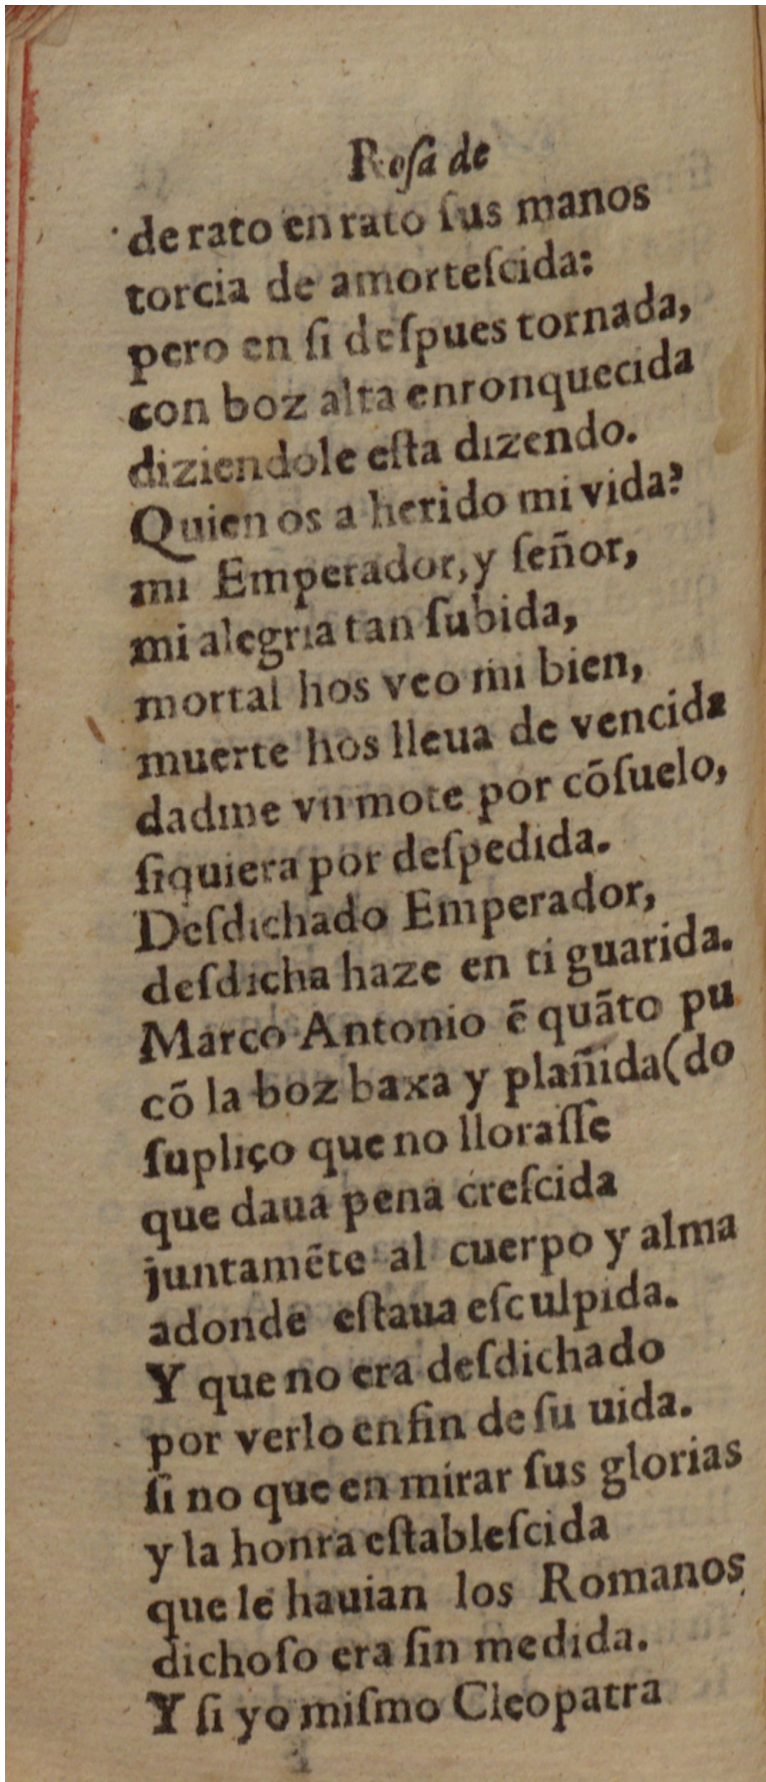 Rosa de
de rato en rato ſus manos
torcia de amorteſcida:
pero en ſi deſpues tornada,
con boz alta enronquecida
diziendole eſta dizendo.
Quien os a herido mi vida?
mi Emperador, y ſeñor,
mi alegria tan ſubida,
mortal hos veo mi bien,
muerte hos lleua de vencida
dadme vn mote por cõſuelo,
ſiquiera por deſpedida.
Deſdichado Emperador,
deſdicha haze en ti guarida.
Marco Antonio ẽ quãto pu
cõ la boz baxa y plañida (do
ſupliço que no lloraſſe
que daua pena creſcida
juntamẽte al cuerpo y alma
adonde eſtaua eſculpida.
Y que no era deſdichado
por verlo en fin de ſu uida.
ſi no que en mirar ſus glorias
y la honra eſtableſcida
que le hauian los Romanos
dichoſo era ſin medida.
Y ſi yo miſmo Cleopatra